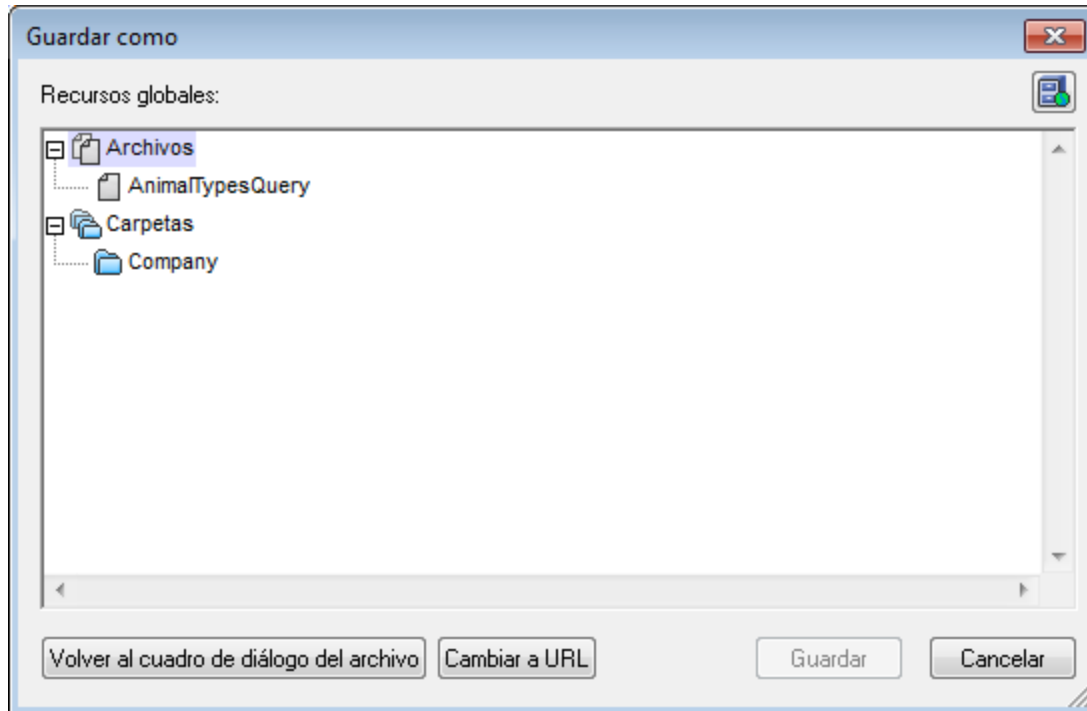 Guardar como
Recursos globales:
Archivos
AnimalTypesQuery
Carpetas
Company
Volver al cuadro de diálogo del archivo Cambiar a URL Guardar Cancelar